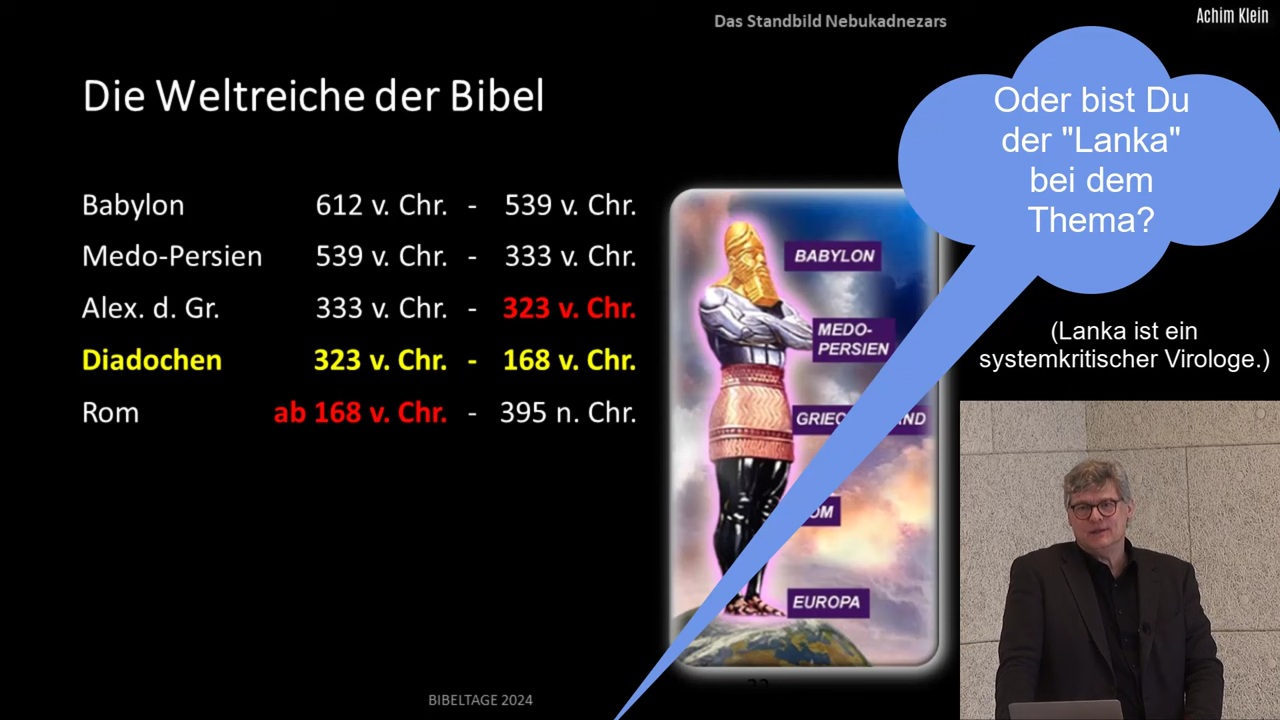 Das Standbild Nebukadnezars
Achim Klein
Die Weltreiche der Bibel
Babylon 612 v. Chr. - 539 v. Chr.
Medo-Persien 539 v. Chr. - 333 v. Chr.
Alex. d. Gr. 333 v. Chr. - 323 v. Chr.
Diadochen 323 v. Chr. - 168 v. Chr.
Rom ab 168 v. Chr. - 395 n. Chr.
BABYLON
MEDO-
PERSIEN
EUROPA
Oder bist Du
der "Lanka"
bei dem
Thema?
(Lanka ist ein
systemkritischer Virologe.)
BIBELTAGE 2024